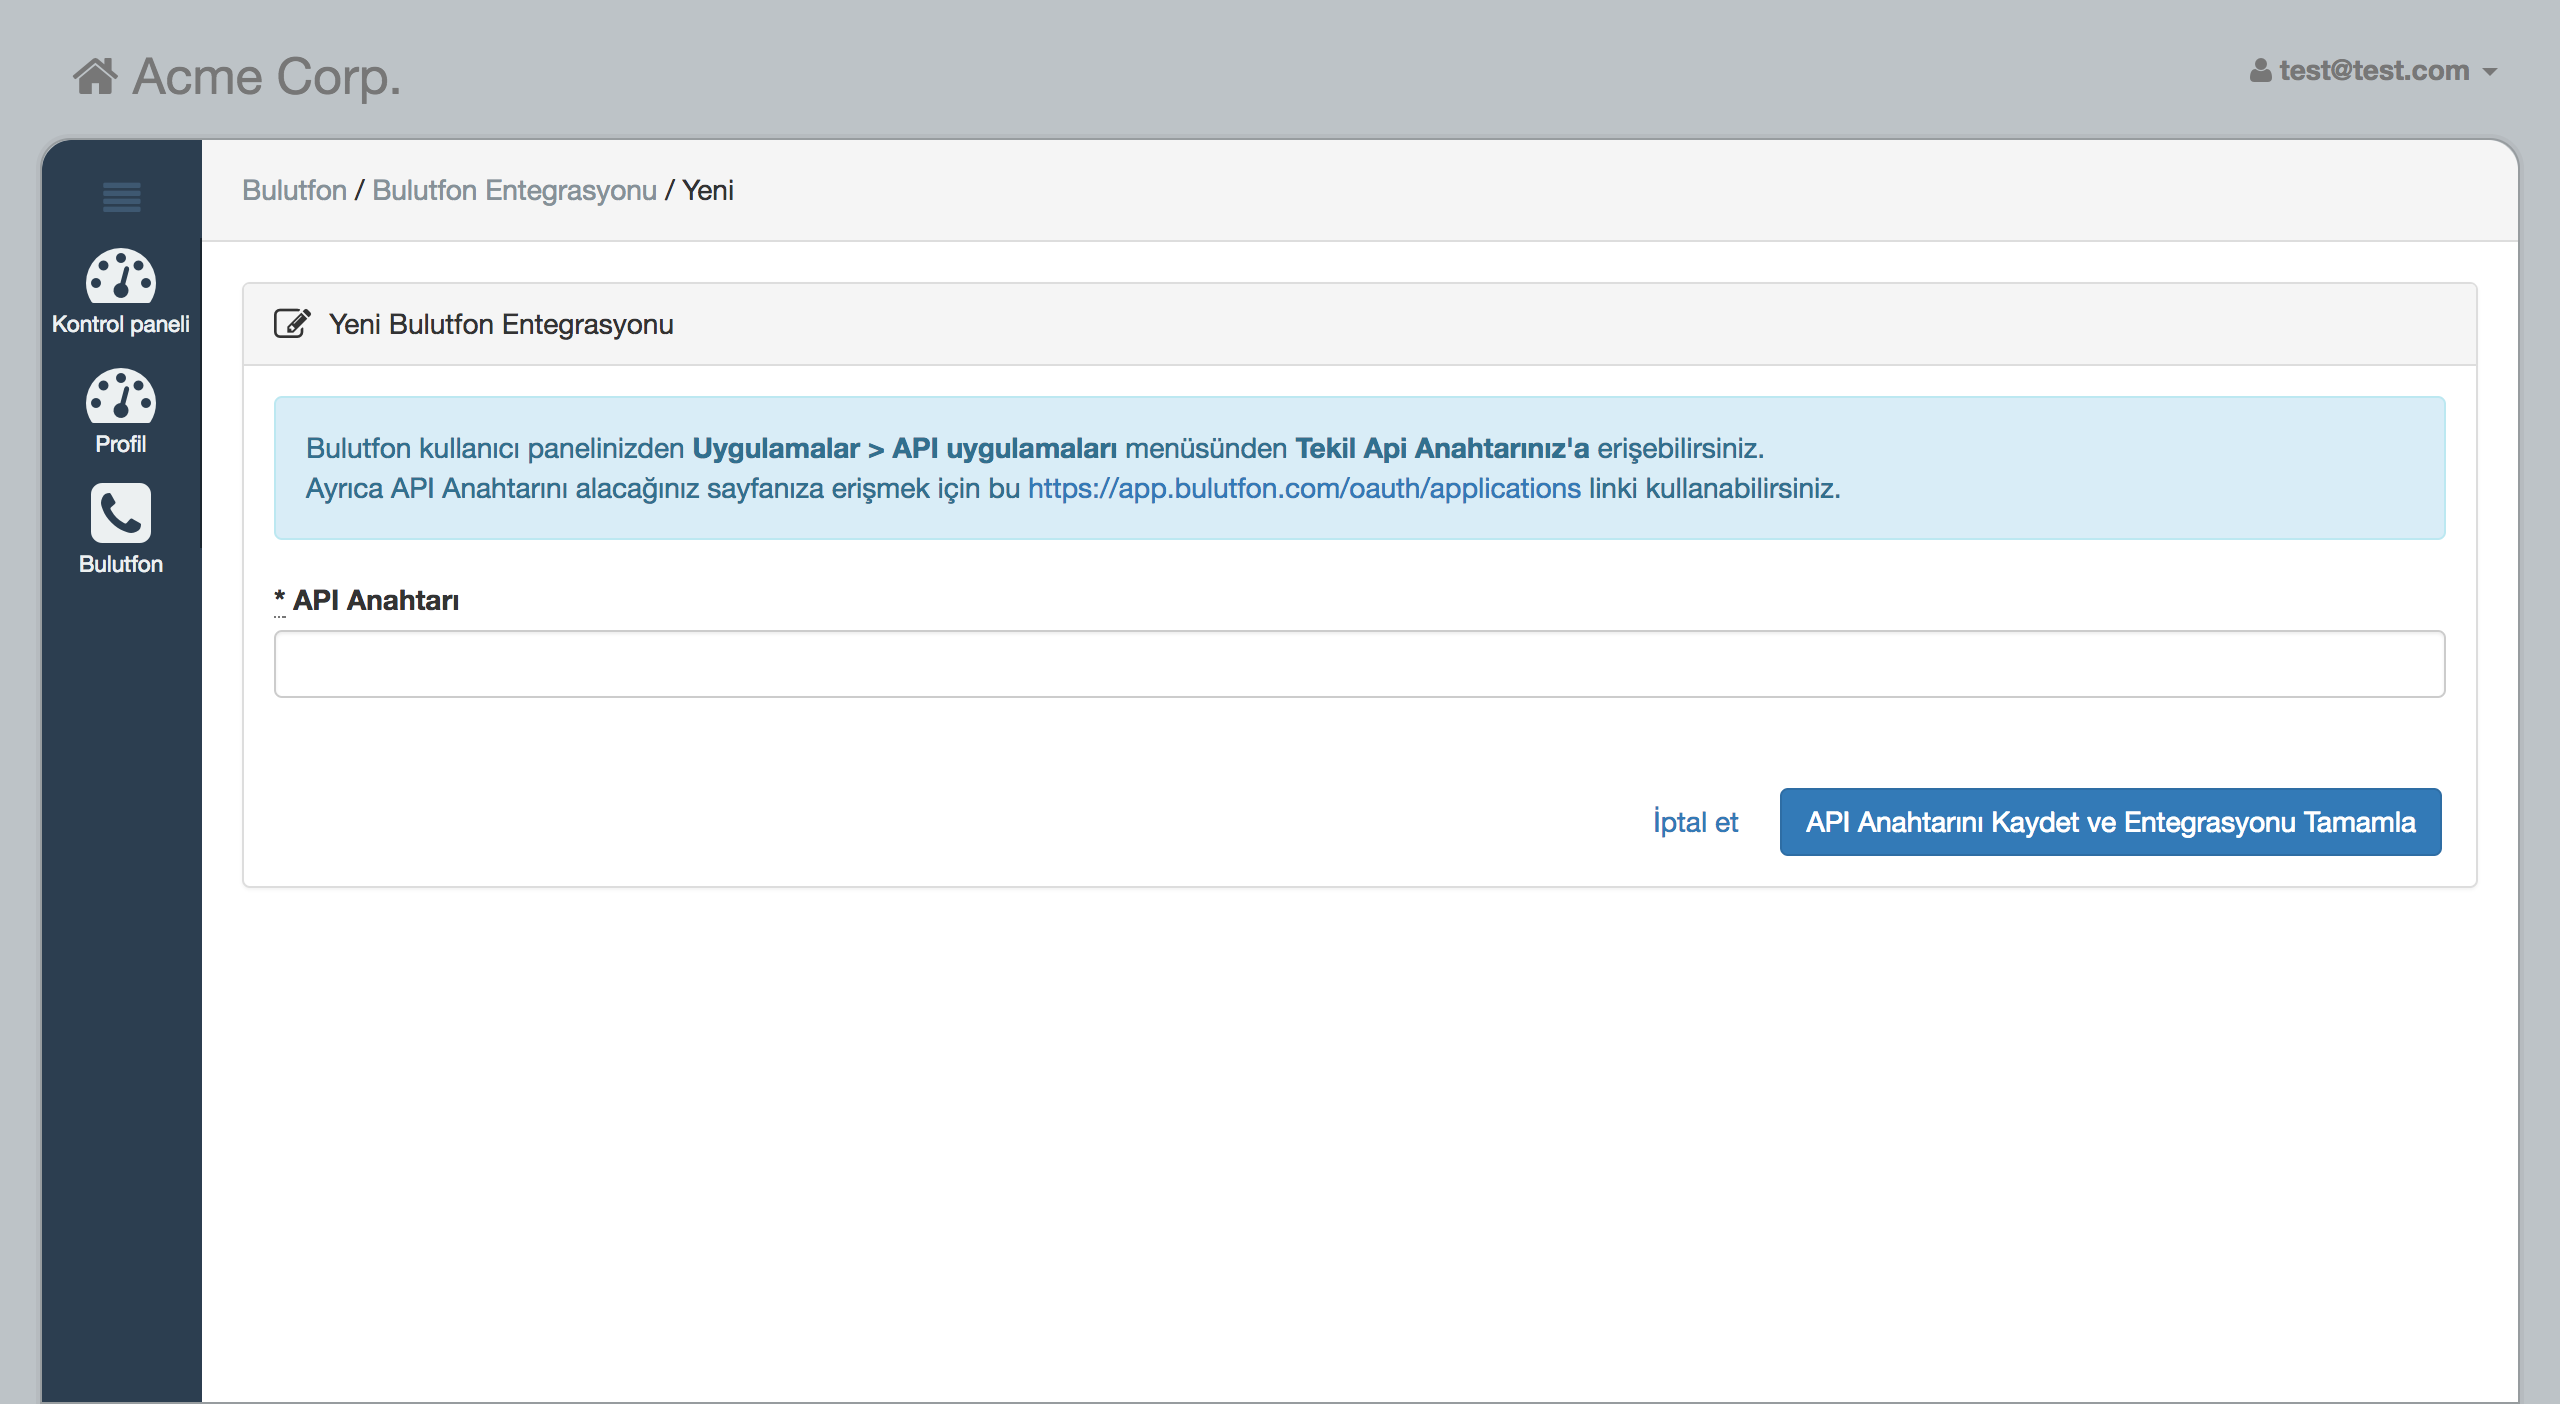 Acme Corp.
test@test.com
Bulutfon / Bulutfon Entegrasyonu / Yeni
Kontrol paneli
Profil
Bulutfon
Yeni Bulutfon Entegrasyonu
Bulutfon kullanıcı panelinizden Uygulamalar > API uygulamaları menüsünden Tekil Api Anahtarınız'a erişebilirsiniz.
Ayrıca API Anahtarını alacağınız sayfanıza erişmek için bu https://app.bulutfon.com/oauth/applications linki kullanabilirsiniz.
* API Anahtarı
İptal et
API Anahtarını Kaydet ve Entegrasyonu Tamamla